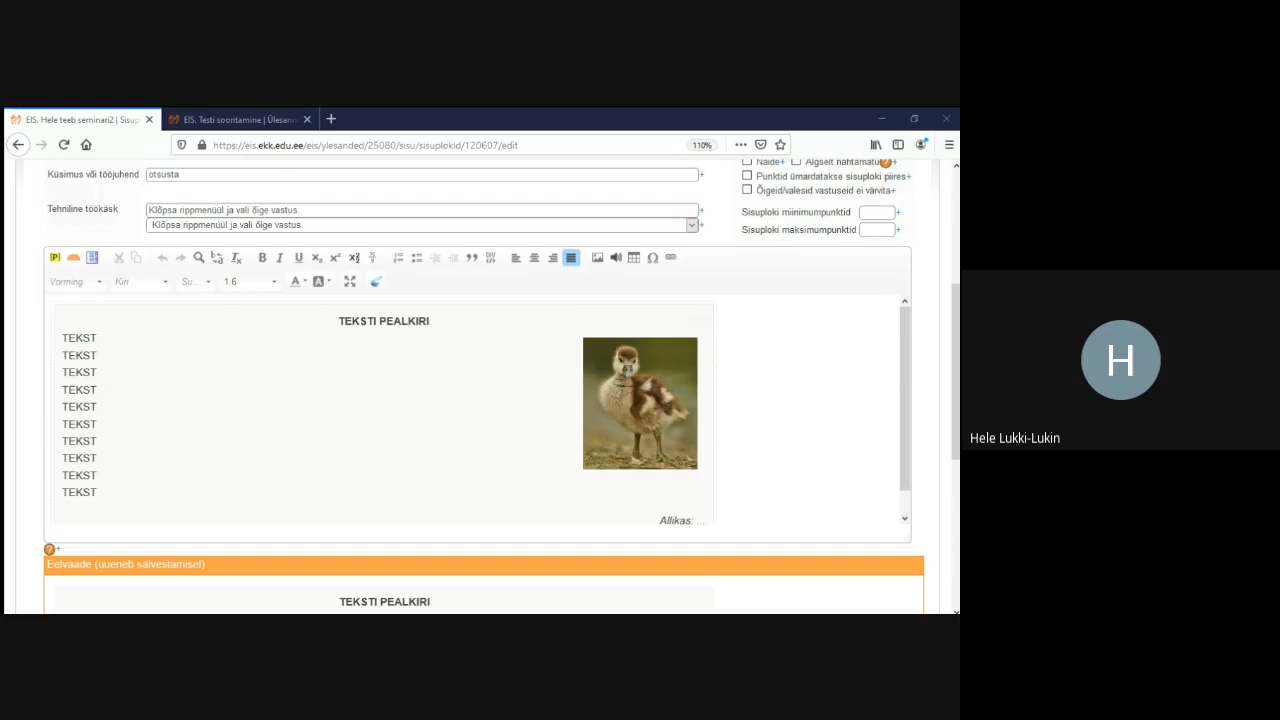 EIS. Hele teeb seminari2 | Sisup
EIS. Testi sooritamine | Ülesann
https://eis.ekk.edu.ee/eis/ylesanded/25080/sisu/sisuplokid/120607/edit
110%
Küsimus või tööjuhend
otsusta
Näide+
Algselt nähtamatu
Punktid ümardatakse sisuploki piires+
Õigeid/valesid vastuseid ei värvita+
Tehniline töökäsk
Klõpsa rippmenüül ja vali õige vastus.
Klõpsa rippmenüül ja vali õige vastus.
Sisuploki miinimumpunktid
Sisuploki maksimumpunktid
Vorming
Kiri
Su...
1.6
TEKSTI PEALKIRI
TEKST
TEKST
TEKST
TEKST
TEKST
TEKST
TEKST
TEKST
TEKST
TEKST
Allikas: ...
Eelvaade (uueneb salvestamisel)
TEKSTI PEALKIRI
H
Hele Lukki-Lukin